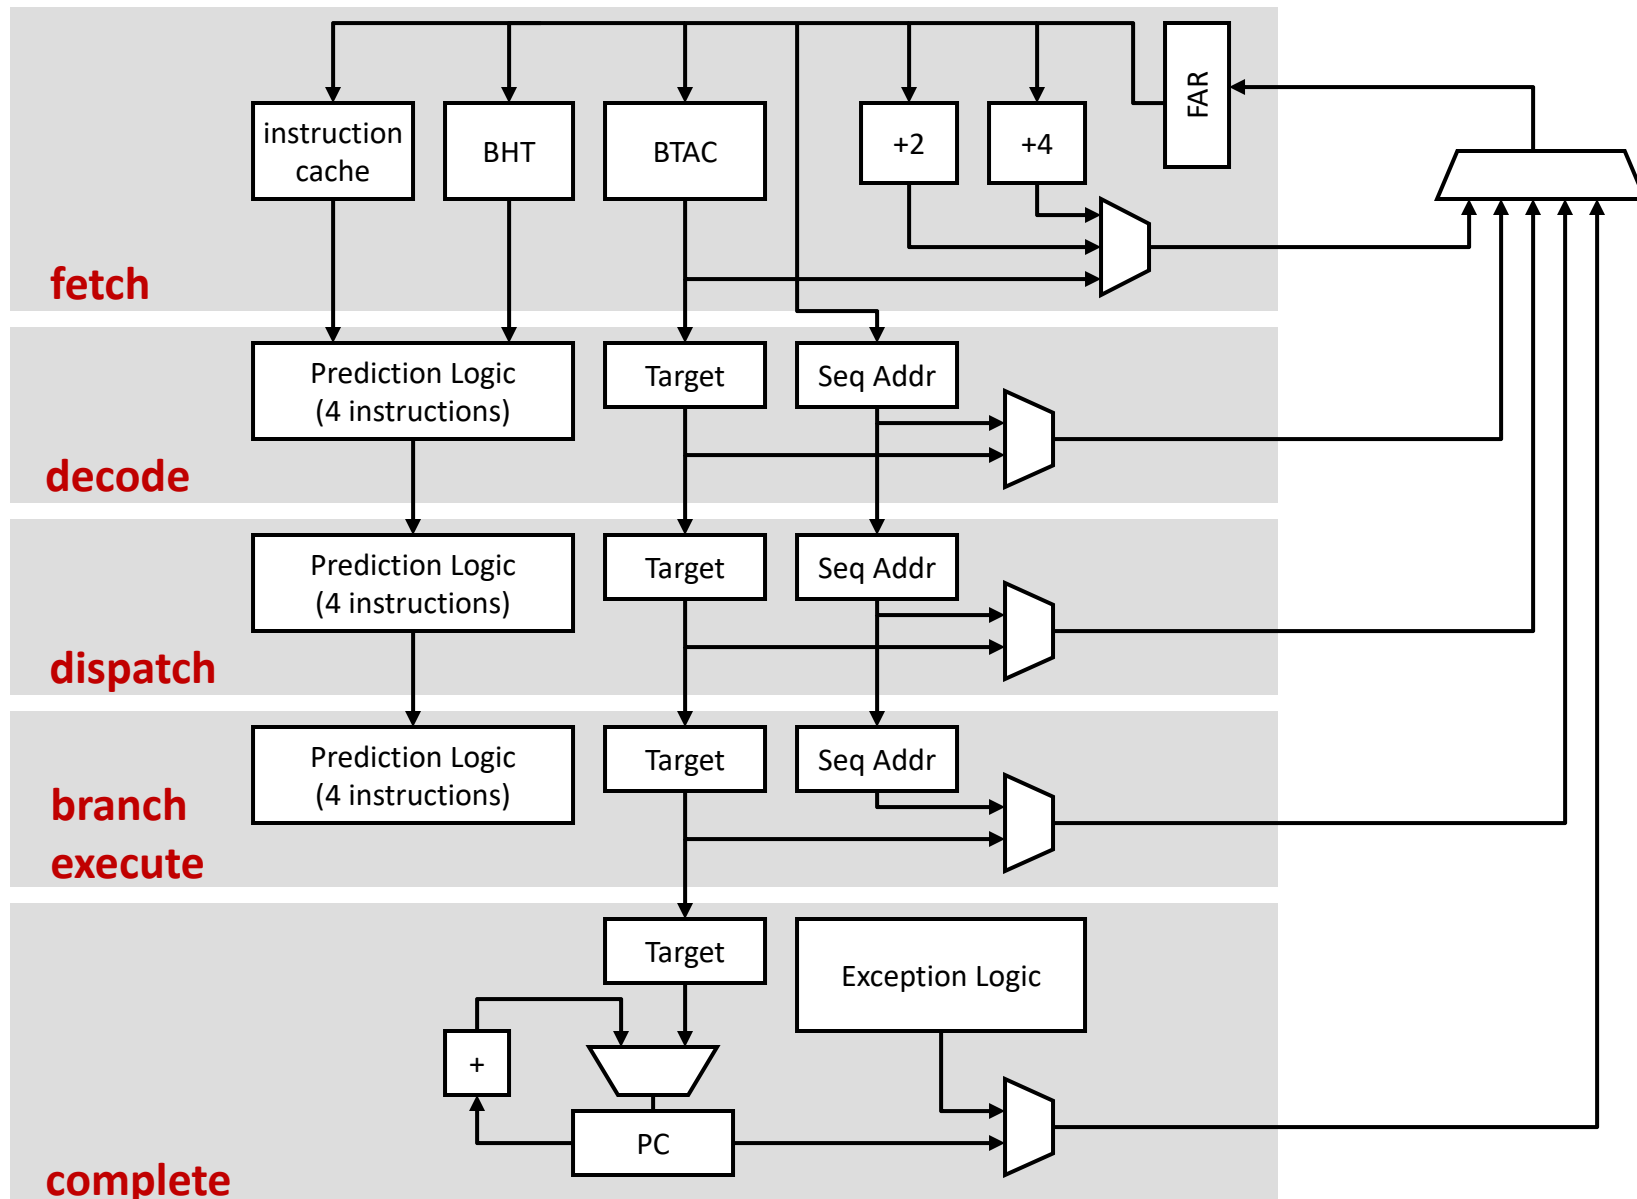 FAR
instruction
cache
BHT
BTAC
+2
+4
fetch
Prediction Logic
(4 instructions)
Target
Seq Addr
decode
Prediction Logic
(4 instructions)
Target
Seq Addr
dispatch
Prediction Logic
(4 instructions)
Target
Seq Addr
branch
execute
Target
Exception Logic
+
PC
complete